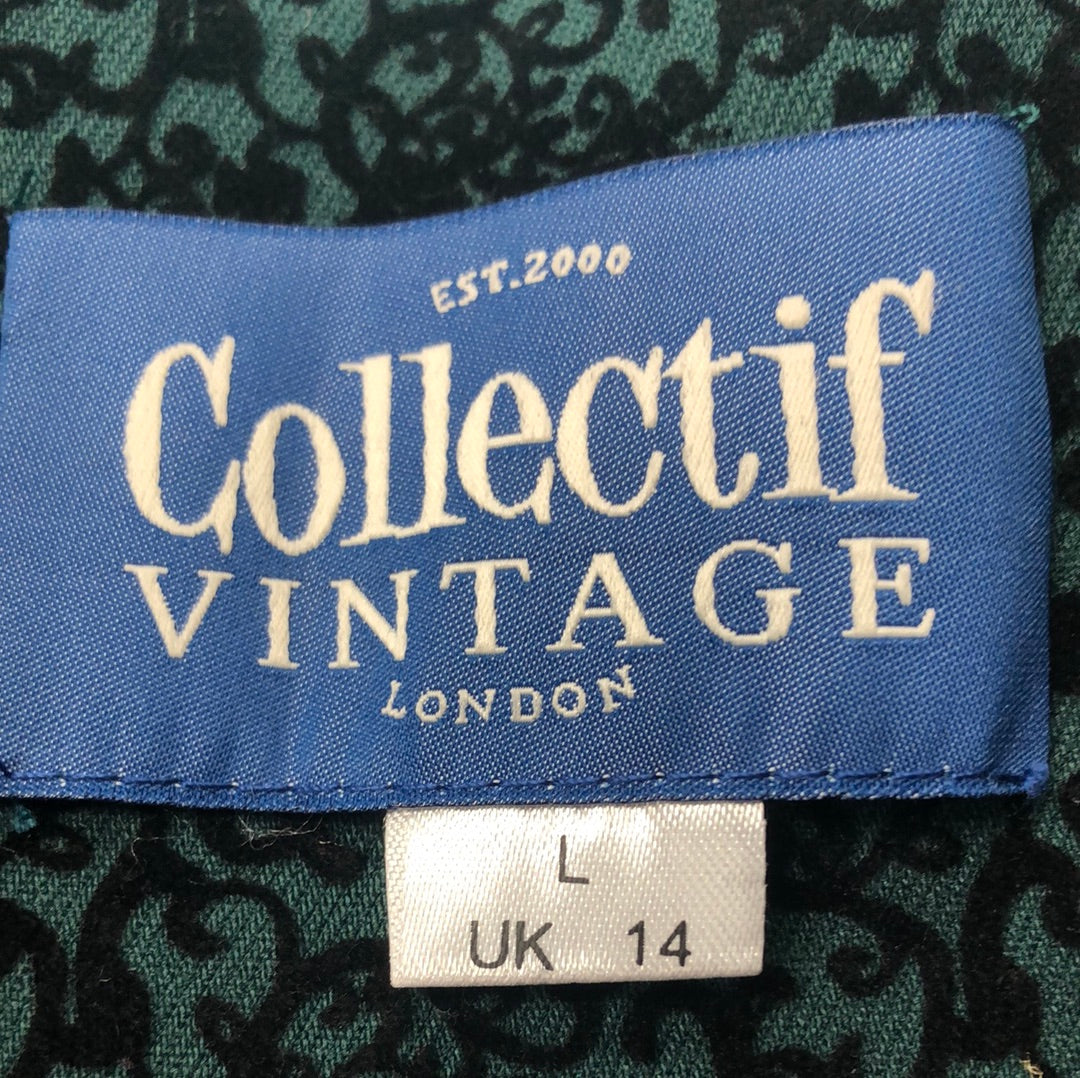 EST.2000
Collectif
VINTAGE
LONDON
L
UK 14